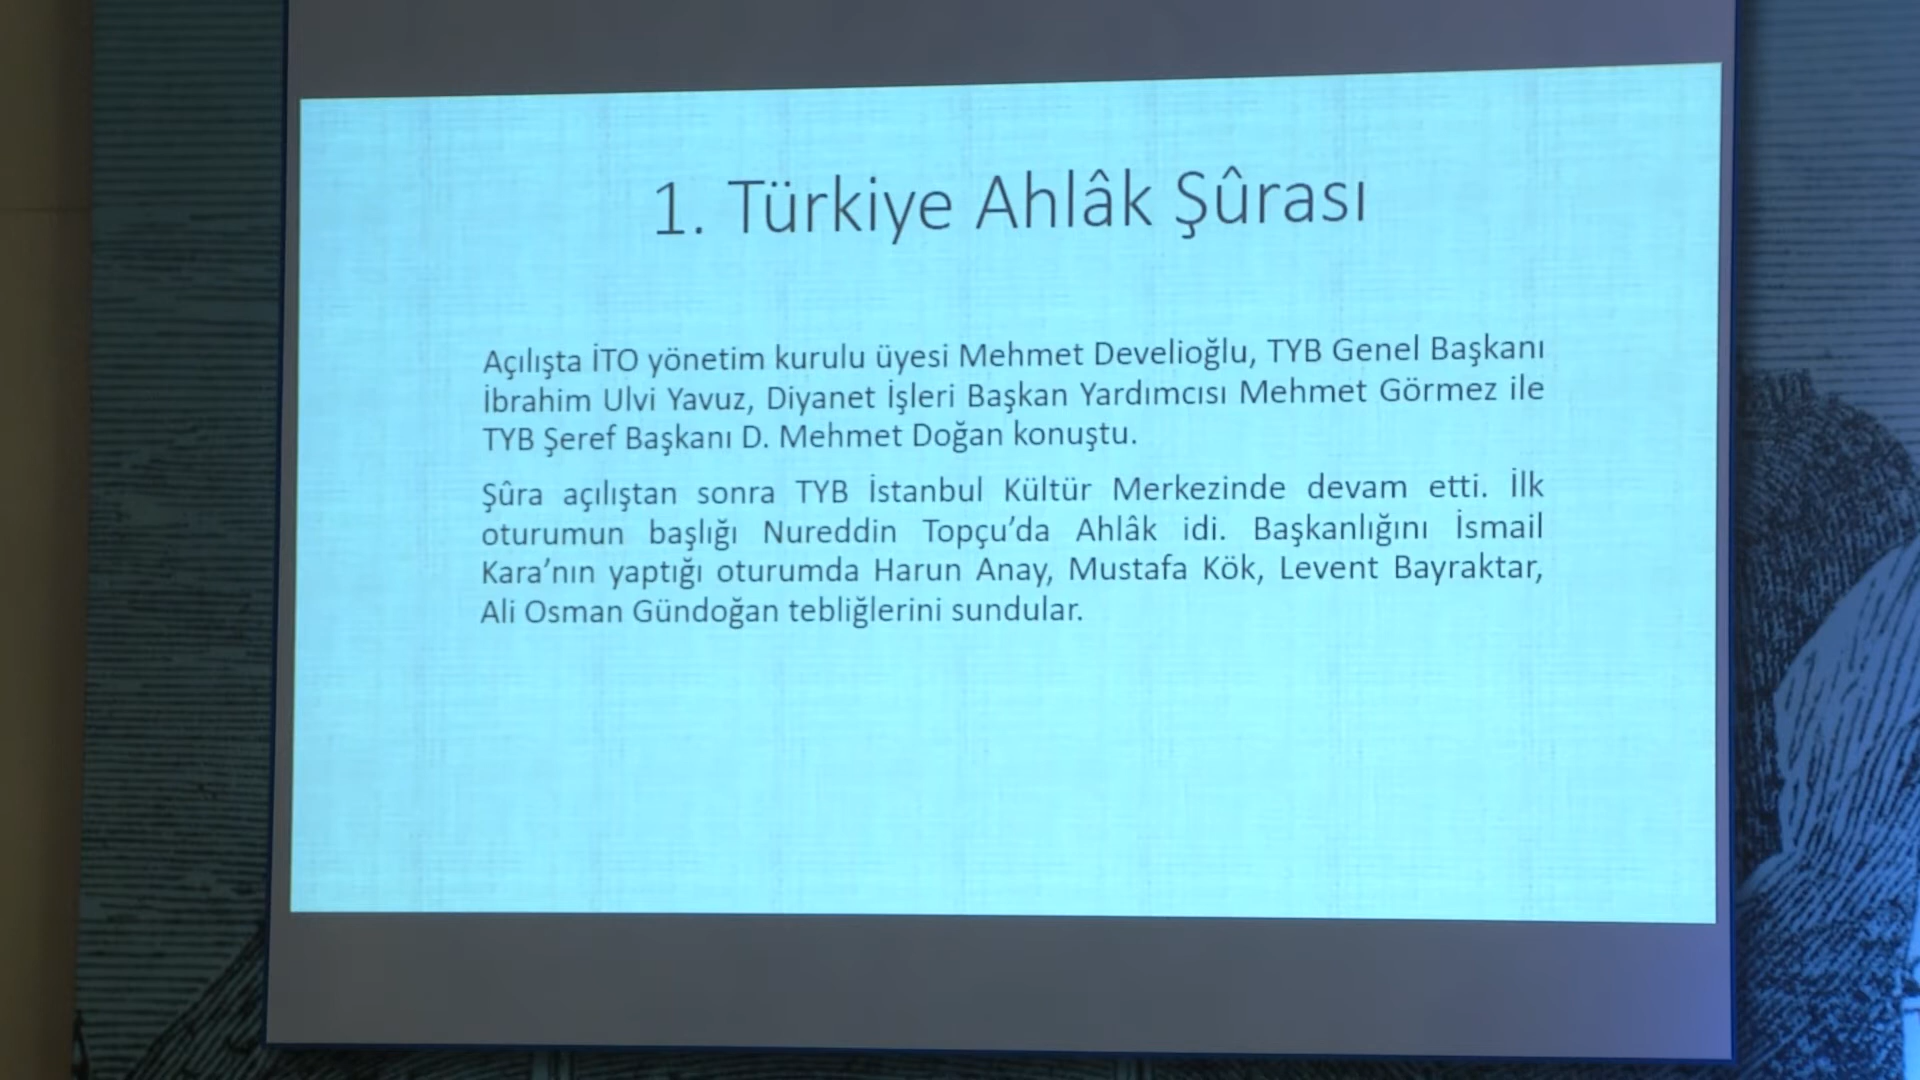 1. Türkiye Ahlâk Şûrası
Açılışta İTO yönetim kurulu üyesi Mehmet Develioğlu, TYB Genel Başkanı
İbrahim Ulvi Yavuz, Diyanet İşleri Başkan Yardımcısı Mehmet Görmez ile
TYB Şeref Başkanı D. Mehmet Doğan konuştu.
Şûra açılıştan sonra TYB İstanbul Kültür Merkezinde devam etti. İlk
oturumun başlığı Nureddin Topçu’da Ahlâk idi. Başkanlığını İsmail
Kara’nın yaptığı oturumda Harun Anay, Mustafa Kök, Levent Bayraktar,
Ali Osman Gündoğan tebliğlerini sundular.